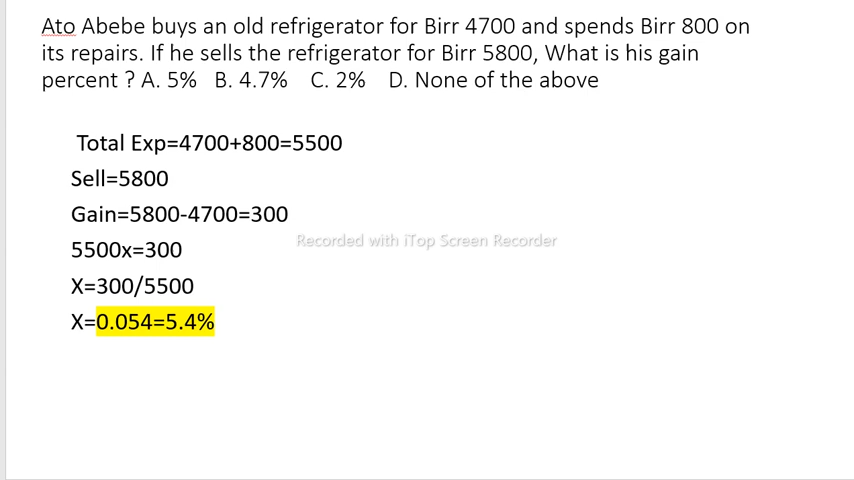 Ato Abebe buys an old refrigerator for Birr 4700 and spends Birr 800 on
its repairs. If he sells the refrigerator for Birr 5800, What is his gain
percent ? A. 5% B. 4.7% C. 2% D. None of the above
Total Exp=4700+800=5500
Sell=5800
Gain=5800-4700=300
Recorded with iTop Screen Recorder
5500x=300
X=300/5500
X=0.054=5.4%